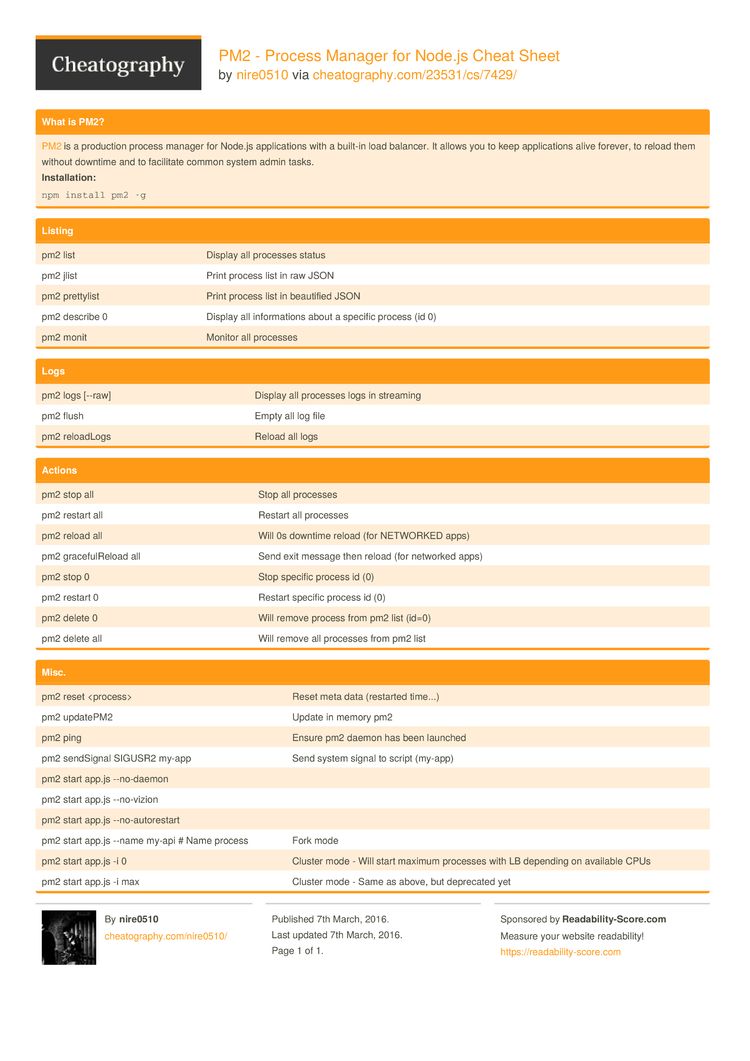 Cheatography
PM2 - Process Manager for Node.js Cheat Sheet
by nire0510 via cheatography.com/23531/cs/7429/
What is PM2?
PM2 is a production process manager for Node.js applications with a built-in load balancer. It allows you to keep applications alive forever, to reload them
without downtime and to facilitate common system admin tasks.
Installation:
npm install pm2 -g
Listing
pm2 list Display all processes status
pm2 jlist Print process list in raw JSON
pm2 prettylist Print process list in beautified JSON
pm2 describe 0 Display all informations about a specific process (id 0)
pm2 monit Monitor all processes
Logs
pm2 logs [--raw] Display all processes logs in streaming
pm2 flush Empty all log file
pm2 reloadLogs Reload all logs
Actions
pm2 stop all Stop all processes
pm2 restart all Restart all processes
pm2 reload all Will 0s downtime reload (for NETWORKED apps)
pm2 gracefulReload all Send exit message then reload (for networked apps)
pm2 stop 0 Stop specific process id (0)
pm2 restart 0 Restart specific process id (0)
pm2 delete 0 Will remove process from pm2 list (id=0)
pm2 delete all Will remove all processes from pm2 list
Misc.
pm2 reset <process> Reset meta data (restarted time...)
pm2 updatePM2 Update in memory pm2
pm2 ping Ensure pm2 daemon has been launched
pm2 sendSignal SIGUSR2 my-app Send system signal to script (my-app)
pm2 start app.js --no-daemon
pm2 start app.js --no-vizion
pm2 start app.js --no-autorestart
pm2 start app.js --name my-api # Name process Fork mode
pm2 start app.js -i 0 Cluster mode - Will start maximum processes with LB depending on available CPUs
pm2 start app.js -i max Cluster mode - Same as above, but deprecated yet
By nire0510
cheatography.com/nire0510/
Published 7th March, 2016.
Last updated 7th March, 2016.
Page 1 of 1.
Sponsored by Readability-Score.com
Measure your website readability!
https://readability-score.com